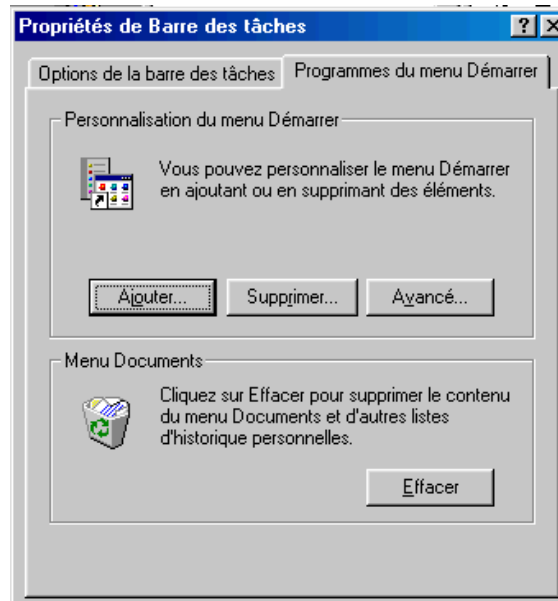 Propriétés de Barre des tâches
Options de la barre des tâches
Programmes du menu Démarrer
Personnalisation du menu Démarrer
Vous pouvez personnaliser le menu Démarrer
en ajoutant ou en supprimant des éléments.
Ajouter... Supprimer... Avancé...
Menu Documents
Cliquez sur Effacer pour supprimer le contenu
du menu Documents et d'autres listes
d'historique personnelles.
Effacer